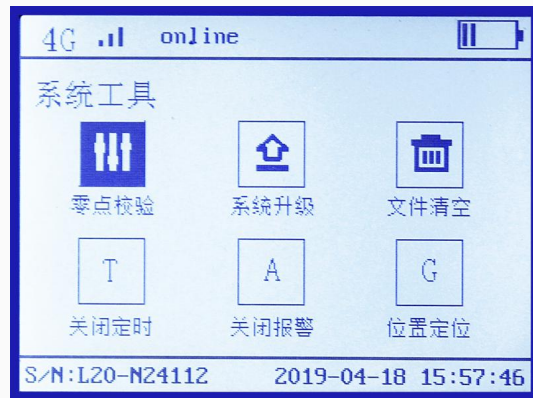 4G online
系统工具
零点校验 系统升级 文件清空
T A G
关闭定时 关闭报警 位置定位
S/N:L20-N24112 2019-04-18 15:57:46